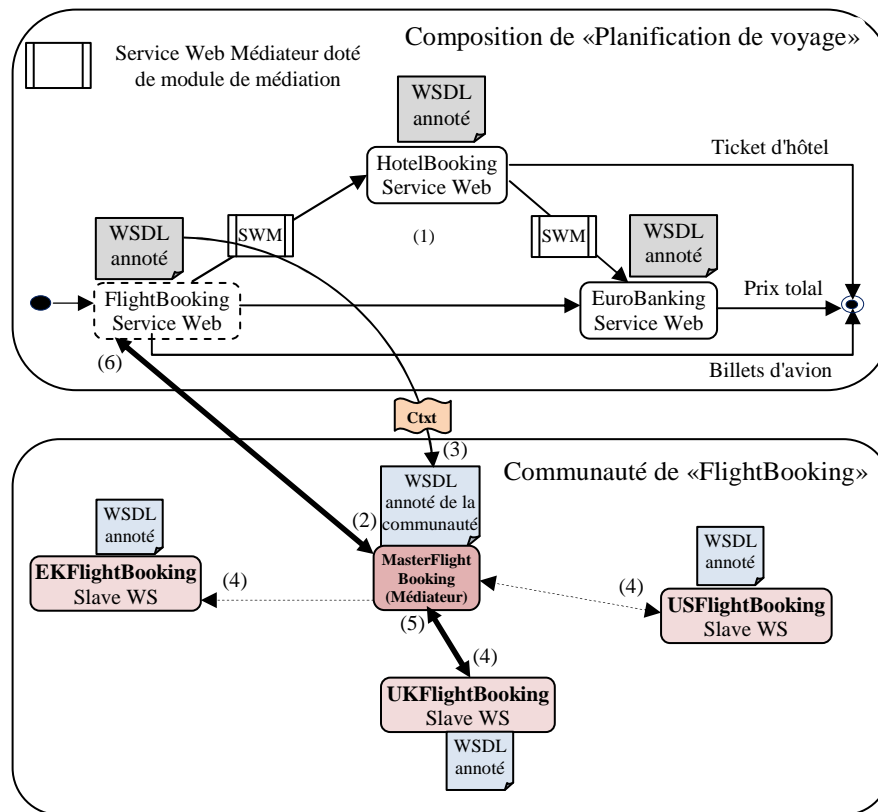 Composition de «Planification de voyage»
Service Web Médiateur doté
de module de médiation
WSDL
annoté
HotelBooking
Service Web
Ticket d'hôtel
WSDL
annoté
SWM
(1)
SWM
WSDL
annoté
FlightBooking
Service Web
EuroBanking
Service Web
Prix tolal
(6)
Billets d'avion
Ctxt
(3)
Communauté de «FlightBooking»
WSDL
annoté de la
communauté
(2)
WSDL
annoté
WSDL
annoté
EKFlightBooking
Slave WS
(4)
MasterFlight
Booking
(Médiateur)
(4)
USFlightBooking
Slave WS
(5)
(4)
UKFlightBooking
Slave WS
WSDL
annoté